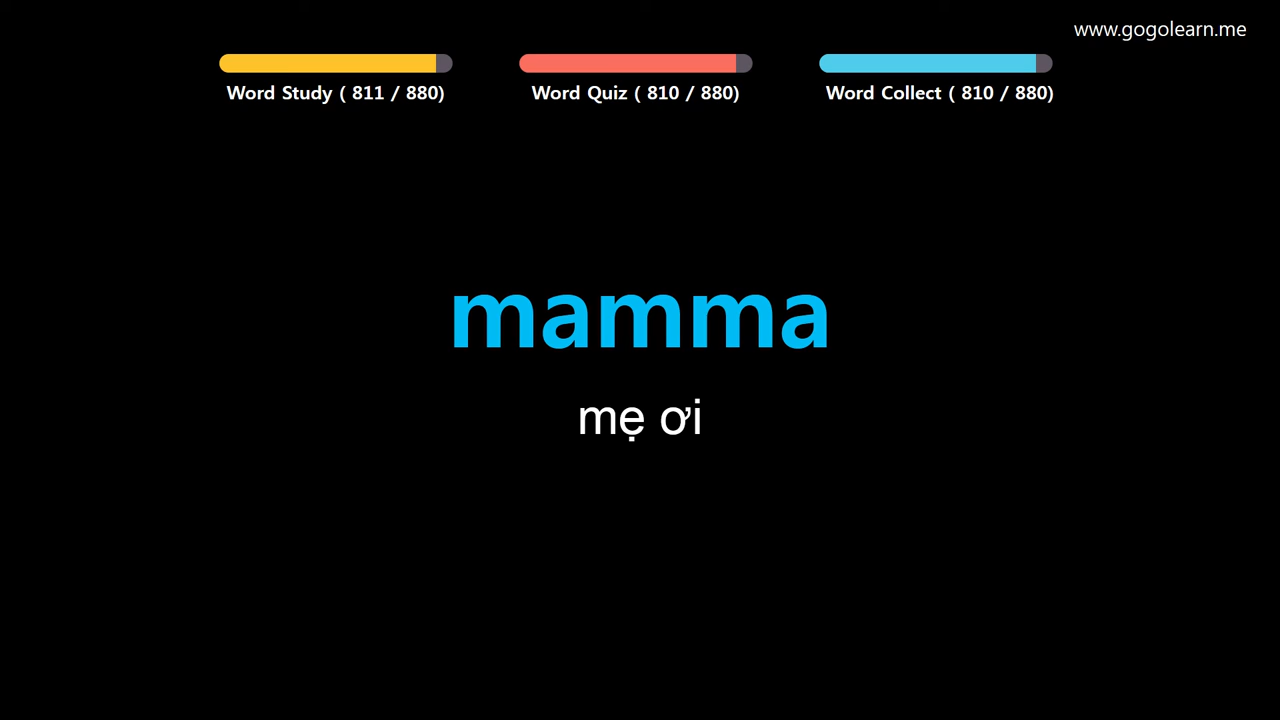 www.gogolearn.me
Word Study ( 811 / 880)
Word Quiz ( 810 / 880)
Word Collect ( 810 / 880)
mamma
mẹ ơi